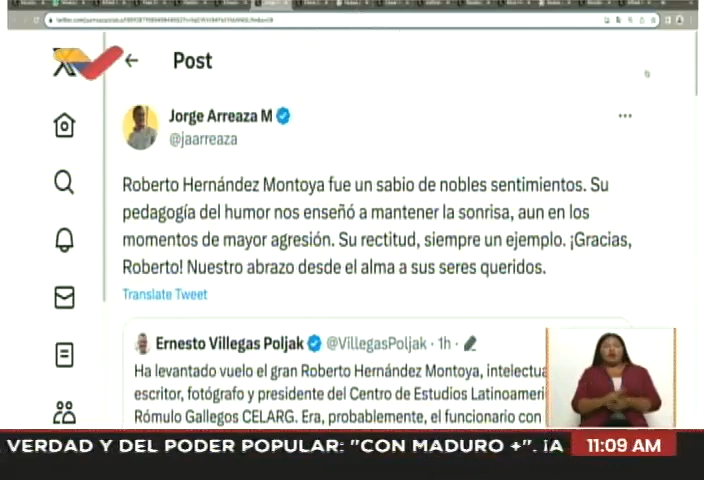 Post
Jorge Arreaza M
@jaarreaza
Roberto Hernández Montoya fue un sabio de nobles sentimientos. Su
pedagogía del humor nos enseñó a mantener la sonrisa, aun en los
momentos de mayor agresión. Su rectitud, siempre un ejemplo. ¡Gracias,
Roberto! Nuestro abrazo desde el alma a sus seres queridos.
Translate Tweet
Ernesto Villegas Poljak @VillegasPoljak · 1h ·
Ha levantado vuelo el gran Roberto Hernández Montoya, intelectua
escritor, fotógrafo y presidente del Centro de Estudios Latinoameri
Rómulo Gallegos CELARG. Era, probablemente, el funcionario con
VERDAD Y DEL PODER POPULAR: "CON MADURO +". ¡A
11:09 AM